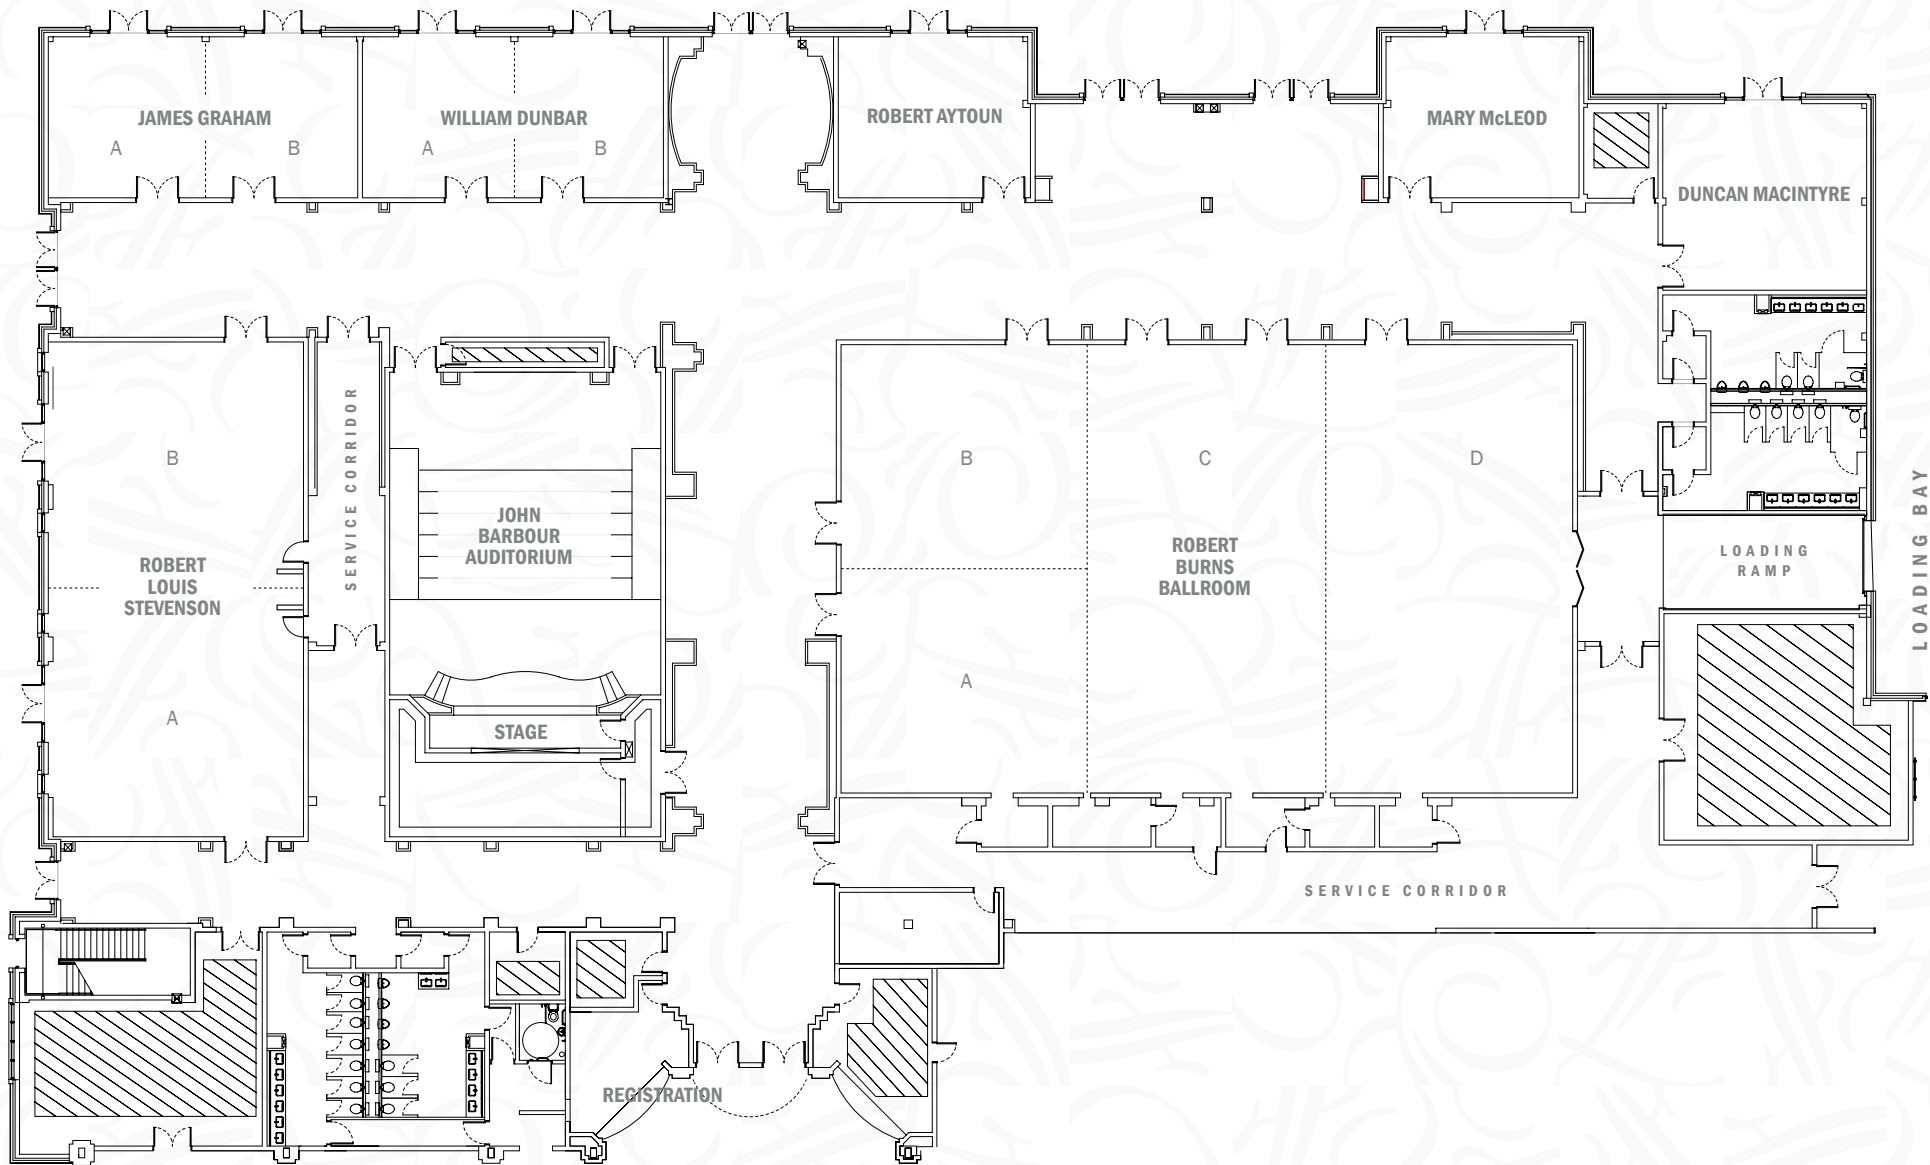 JAMES GRAHAM
A
B
WILLIAM DUNBAR
A
B
ROBERT AYTOUN
MARY McLEOD
DUNCAN MACINTYRE
B
ROBERT
LOUIS
STEVENSON
A
SERVICE CORRIDOR
JOHN
BARBOUR
AUDITORIUM
STAGE
B
C
D
ROBERT
BURNS
BALLROOM
A
LOADING
RAMP
LOADING BAY
SERVICE CORRIDOR
REGISTRATION